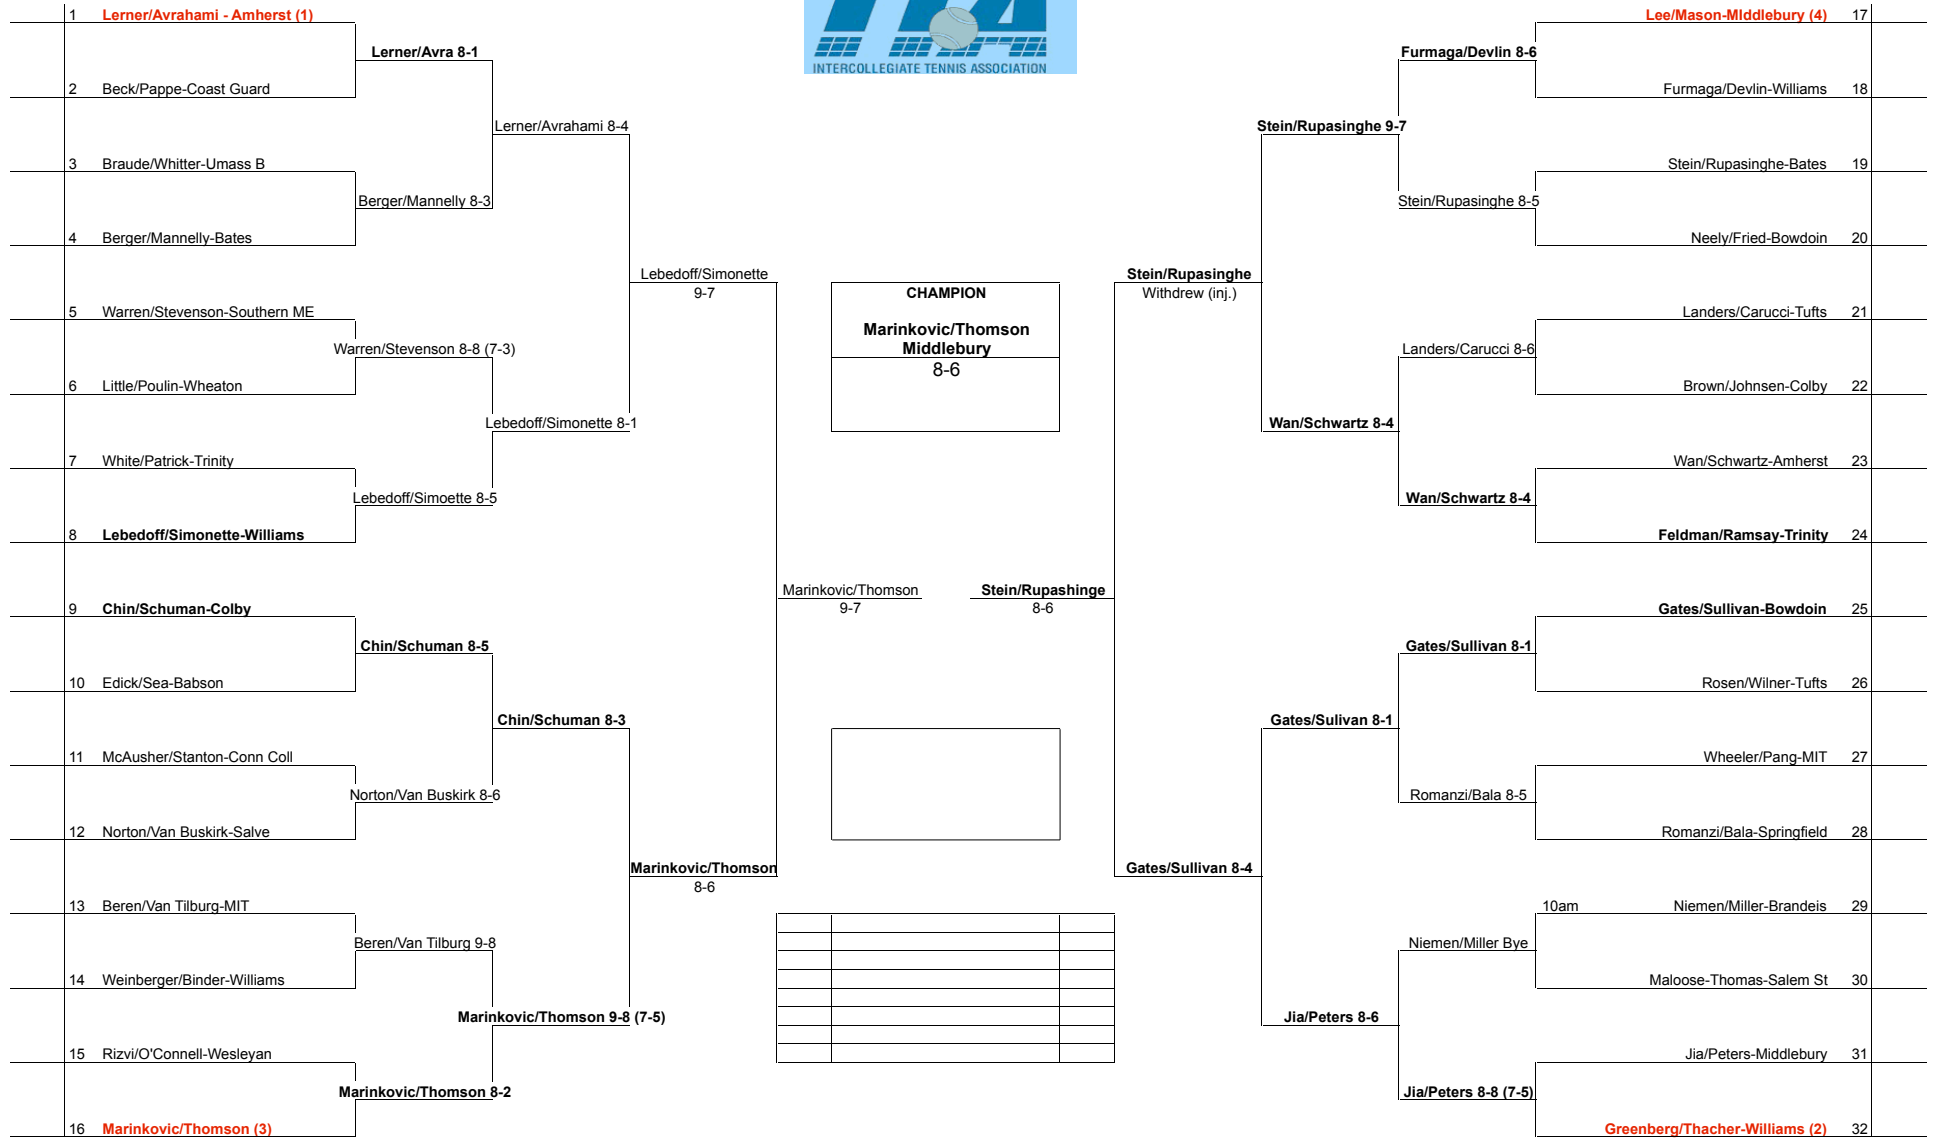 1 Lerner/Avrahami - Amherst (1)
Lerner/Avra 8-1
2 Beck/Pappe-Coast Guard
Lerner/Avrahami 8-4
3 Braude/Whitter-Umass B
Berger/Mannelly 8-3
4 Berger/Mannelly-Bates
Lebedoff/Simonette
9-7
5 Warren/Stevenson-Southern ME
Warren/Stevenson 8-8 (7-3)
6 Little/Poulin-Wheaton
Lebedoff/Simonette 8-1
7 White/Patrick-Trinity
Lebedoff/Simoette 8-5
8 Lebedoff/Simonette-Williams
Marinkovic/Thomson
9-7
9 Chin/Schuman-Colby
Chin/Schuman 8-5
10 Edick/Sea-Babson
Chin/Schuman 8-3
11 McAusher/Stanton-Conn Coll
Norton/Van Buskirk 8-6
12 Norton/Van Buskirk-Salve
Marinkovic/Thomson
8-6
13 Beren/Van Tilburg-MIT
Beren/Van Tilburg 9-8
14 Weinberger/Binder-Williams
Marinkovic/Thomson 9-8 (7-5)
15 Rizvi/O'Connell-Wesleyan
Marinkovic/Thomson 8-2
16 Marinkovic/Thomson (3)
ITA
INTERCOLLEGIATE TENNIS ASSOCIATION
CHAMPION
Marinkovic/Thomson
Middlebury
8-6
Lee/Mason-MIddlebury (4) 17
Furmaga/Devlin 8-6
Furmaga/Devlin-Williams 18
Stein/Rupasinghe 9-7
Stein/Rupasinghe-Bates 19
Stein/Rupasinghe 8-5
Neely/Fried-Bowdoin 20
Stein/Rupasinghe
Withdrew (inj.)
Landers/Carucci-Tufts 21
Landers/Carucci 8-6
Brown/Johnsen-Colby 22
Wan/Schwartz 8-4
Wan/Schwartz-Amherst 23
Wan/Schwartz 8-4
Feldman/Ramsay-Trinity 24
Stein/Rupashinge
8-6
Gates/Sullivan-Bowdoin 25
Gates/Sullivan 8-1
Rosen/Wilner-Tufts 26
Gates/Sulivan 8-1
Wheeler/Pang-MIT 27
Romanzi/Bala 8-5
Romanzi/Bala-Springfield 28
Gates/Sullivan 8-4
10am Niemen/Miller-Brandeis 29
Niemen/Miller Bye
Maloose-Thomas-Salem St 30
Jia/Peters 8-6
Jia/Peters-Middlebury 31
Jia/Peters 8-8 (7-5)
Greenberg/Thacher-Williams (2) 32